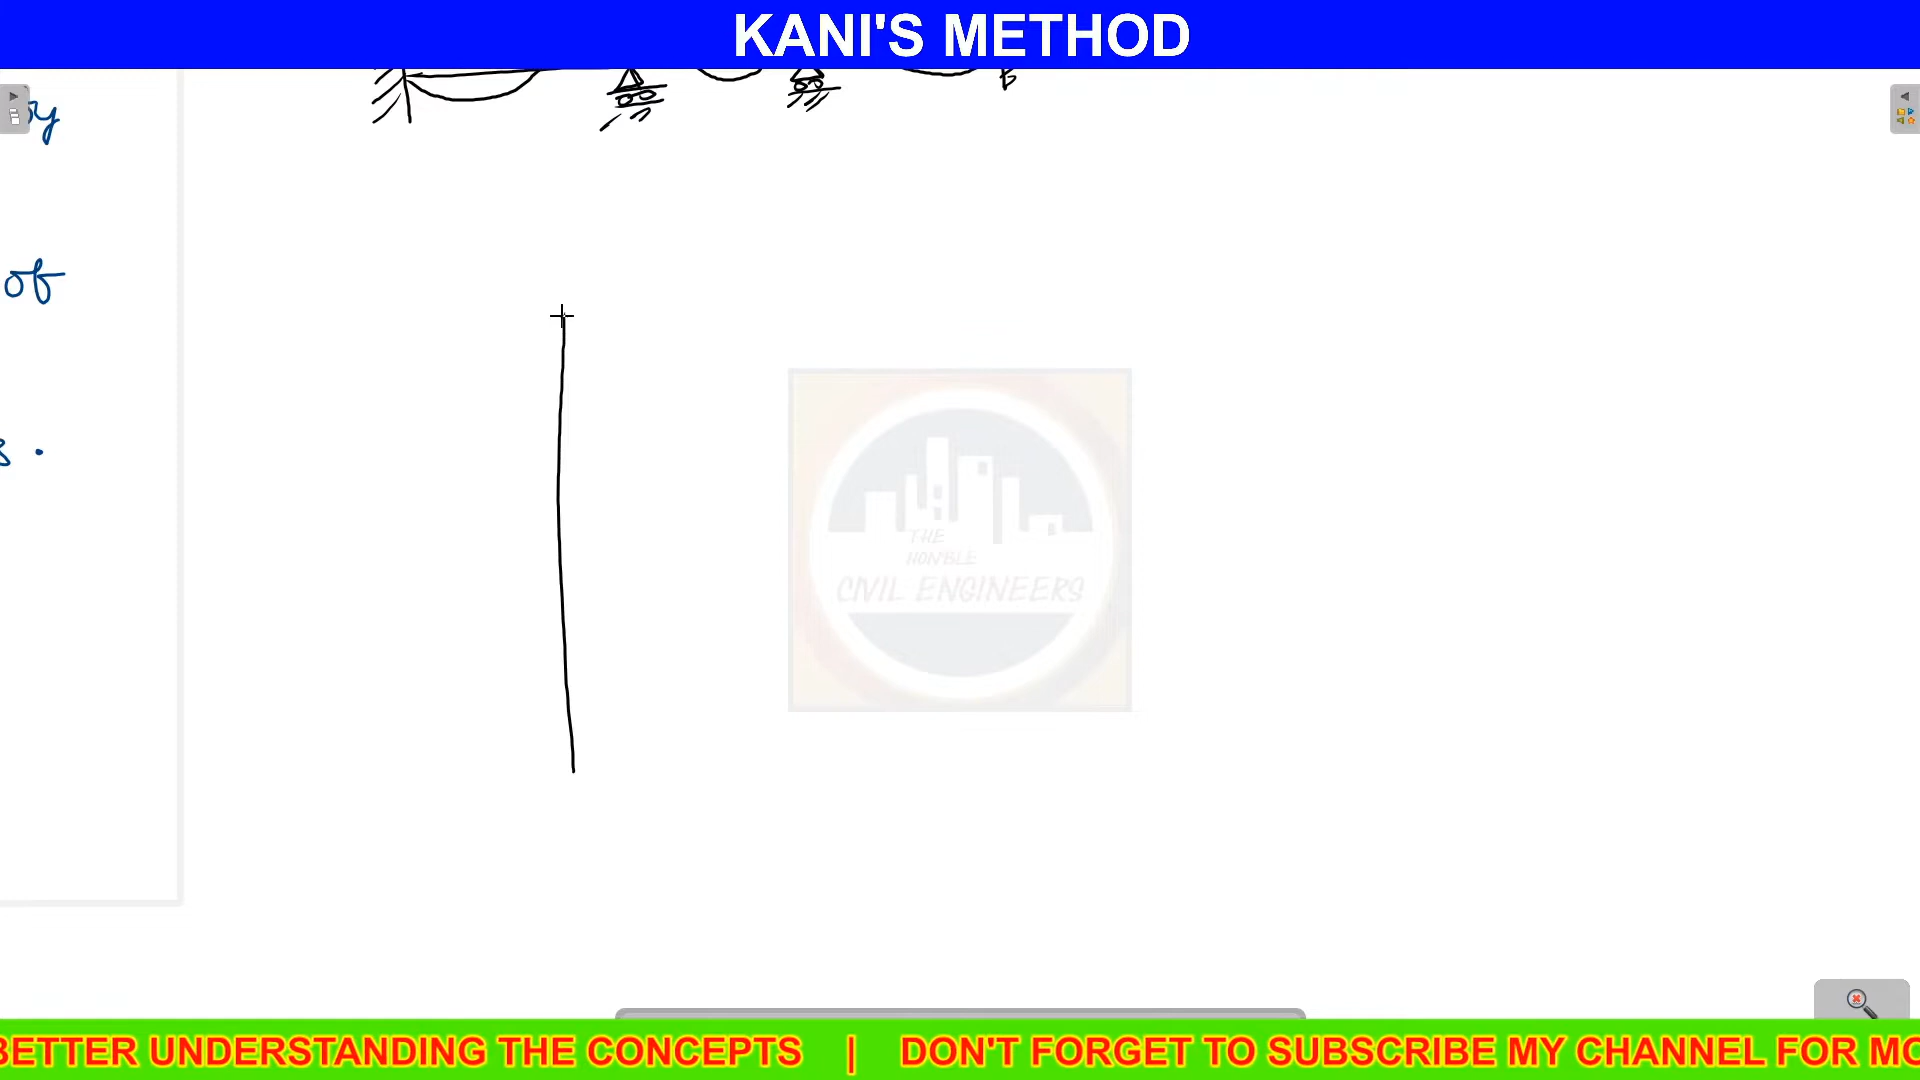 KANI'S METHOD
of
THE
HON'BLE
CIVIL ENGINEERS
BETTER UNDERSTANDING THE CONCEPTS | DON'T FORGET TO SUBSCRIBE MY CHANNEL FOR MO